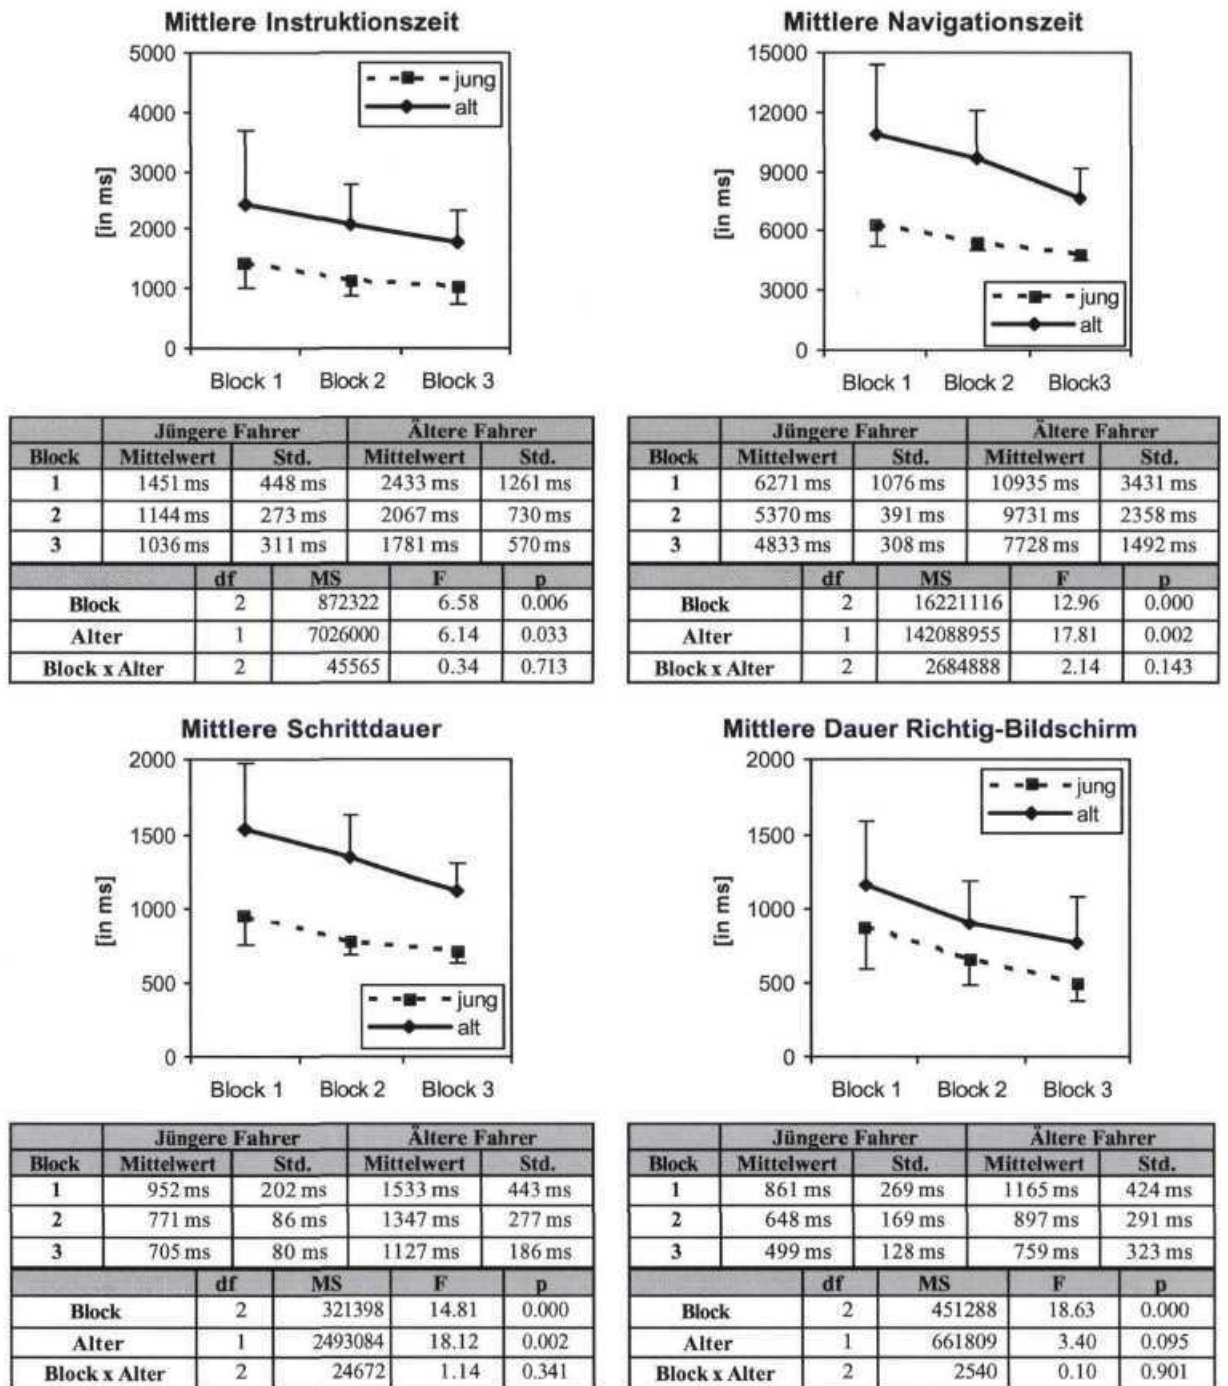 Mittlere Instruktionszeit
5000
4000
3000
2000
1000
0
[in ms]
jung
alt
Block 1 Block 2 Block 3
Jüngere Fahrer Ältere Fahrer
Block Mittelwert Std. Mittelwert Std.
1 1451 ms 448 ms 2433 ms 1261 ms
2 1144 ms 273 ms 2067 ms 730 ms
3 1036 ms 311 ms 1781 ms 570 ms
df MS F p
Block 2 872322 6.58 0.006
Alter 1 7026000 6.14 0.033
Block x Alter 2 45565 0.34 0.713
Mittlere Navigationszeit
15000
12000
9000
6000
3000
0
[in ms]
jung
alt
Block 1 Block 2 Block3
Jüngere Fahrer Ältere Fahrer
Block Mittelwert Std. Mittelwert Std.
1 6271 ms 1076 ms 10935 ms 3431 ms
2 5370 ms 391 ms 9731 ms 2358 ms
3 4833 ms 308 ms 7728 ms 1492 ms
df MS F p
Block 2 16221116 12.96 0.000
Alter 1 142088955 17.81 0.002
Block x Alter 2 2684888 2.14 0.143
Mittlere Schrittdauer
2000
1500
1000
500
0
[in ms]
jung
alt
Block 1 Block 2 Block 3
Jüngere Fahrer Ältere Fahrer
Block Mittelwert Std. Mittelwert Std.
1 952 ms 202 ms 1533 ms 443 ms
2 771 ms 86 ms 1347 ms 277 ms
3 705 ms 80 ms 1127 ms 186 ms
df MS F p
Block 2 321398 14.81 0.000
Alter 1 2493084 18.12 0.002
Block x Alter 2 24672 1.14 0.341
Mittlere Dauer Richtig-Bildschirm
2000
1500
1000
500
0
[in ms]
jung
alt
Block 1 Block 2 Block 3
Jüngere Fahrer Ältere Fahrer
Block Mittelwert Std. Mittelwert Std.
1 861 ms 269 ms 1165 ms 424 ms
2 648 ms 169 ms 897 ms 291 ms
3 499 ms 128 ms 759 ms 323 ms
df MS F p
Block 2 451288 18.63 0.000
Alter 1 661809 3.40 0.095
Block x Alter 2 2540 0.10 0.901